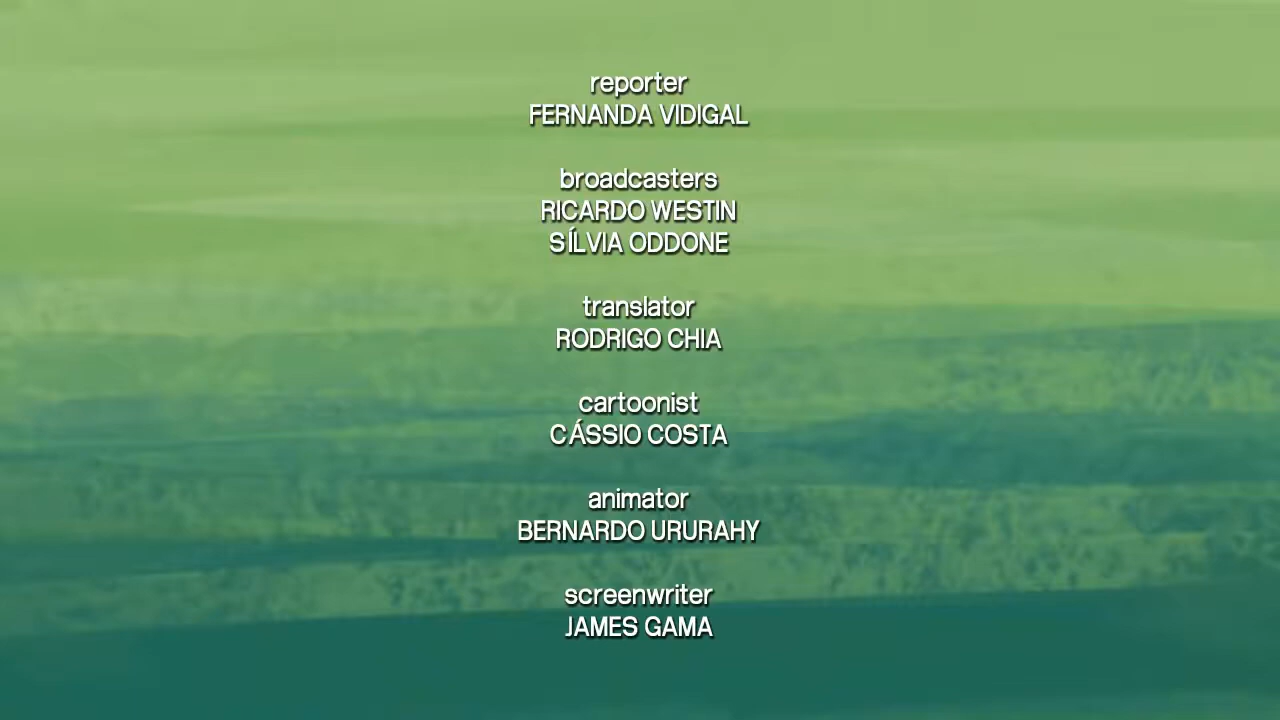 reporter
FERNANDA VIDIGAL
broadcasters
RICARDO WESTIN
SÍLVIA ODDONE
translator
RODRIGO CHIA
cartoonist
CÁSSIO COSTA
animator
BERNARDO URURAHY
screenwriter
JAMES GAMA